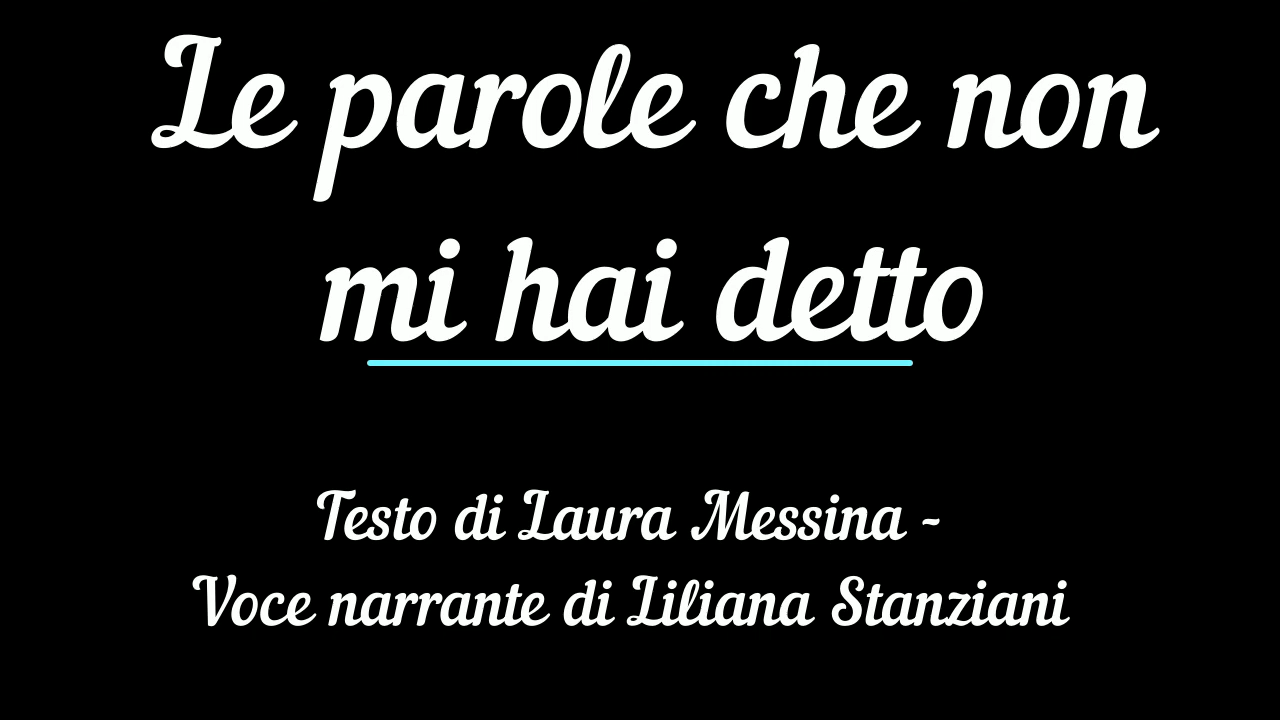 Le parole che non
mi hai detto
Testo di Laura Messina -
Voce narrante di Liliana Stanziani